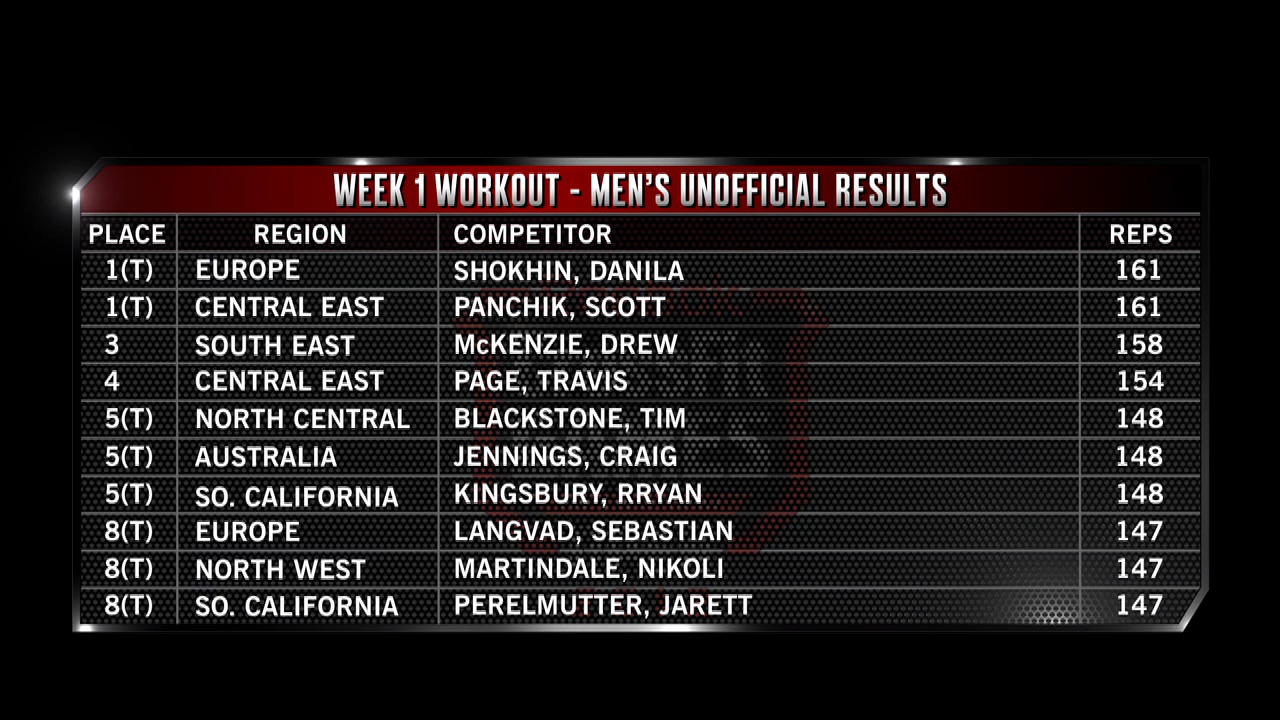 WEEK 1 WORKOUT - MEN'S UNOFFICIAL RESULTS
PLACE REGION COMPETITOR REPS
1(T) EUROPE SHOKHIN, DANILA 161
1(T) CENTRAL EAST PANCHIK, SCOTT 161
3 SOUTH EAST McKENZIE, DREW 158
4 CENTRAL EAST PAGE, TRAVIS 154
5(T) NORTH CENTRAL BLACKSTONE, TIM 148
5(T) AUSTRALIA JENNINGS, CRAIG 148
5(T) SO. CALIFORNIA KINGSBURY, RRYAN 148
8(T) EUROPE LANGVAD, SEBASTIAN 147
8(T) NORTH WEST MARTINDALE, NIKOLI 147
8(T) SO. CALIFORNIA PERELMUTTER, JARETT 147